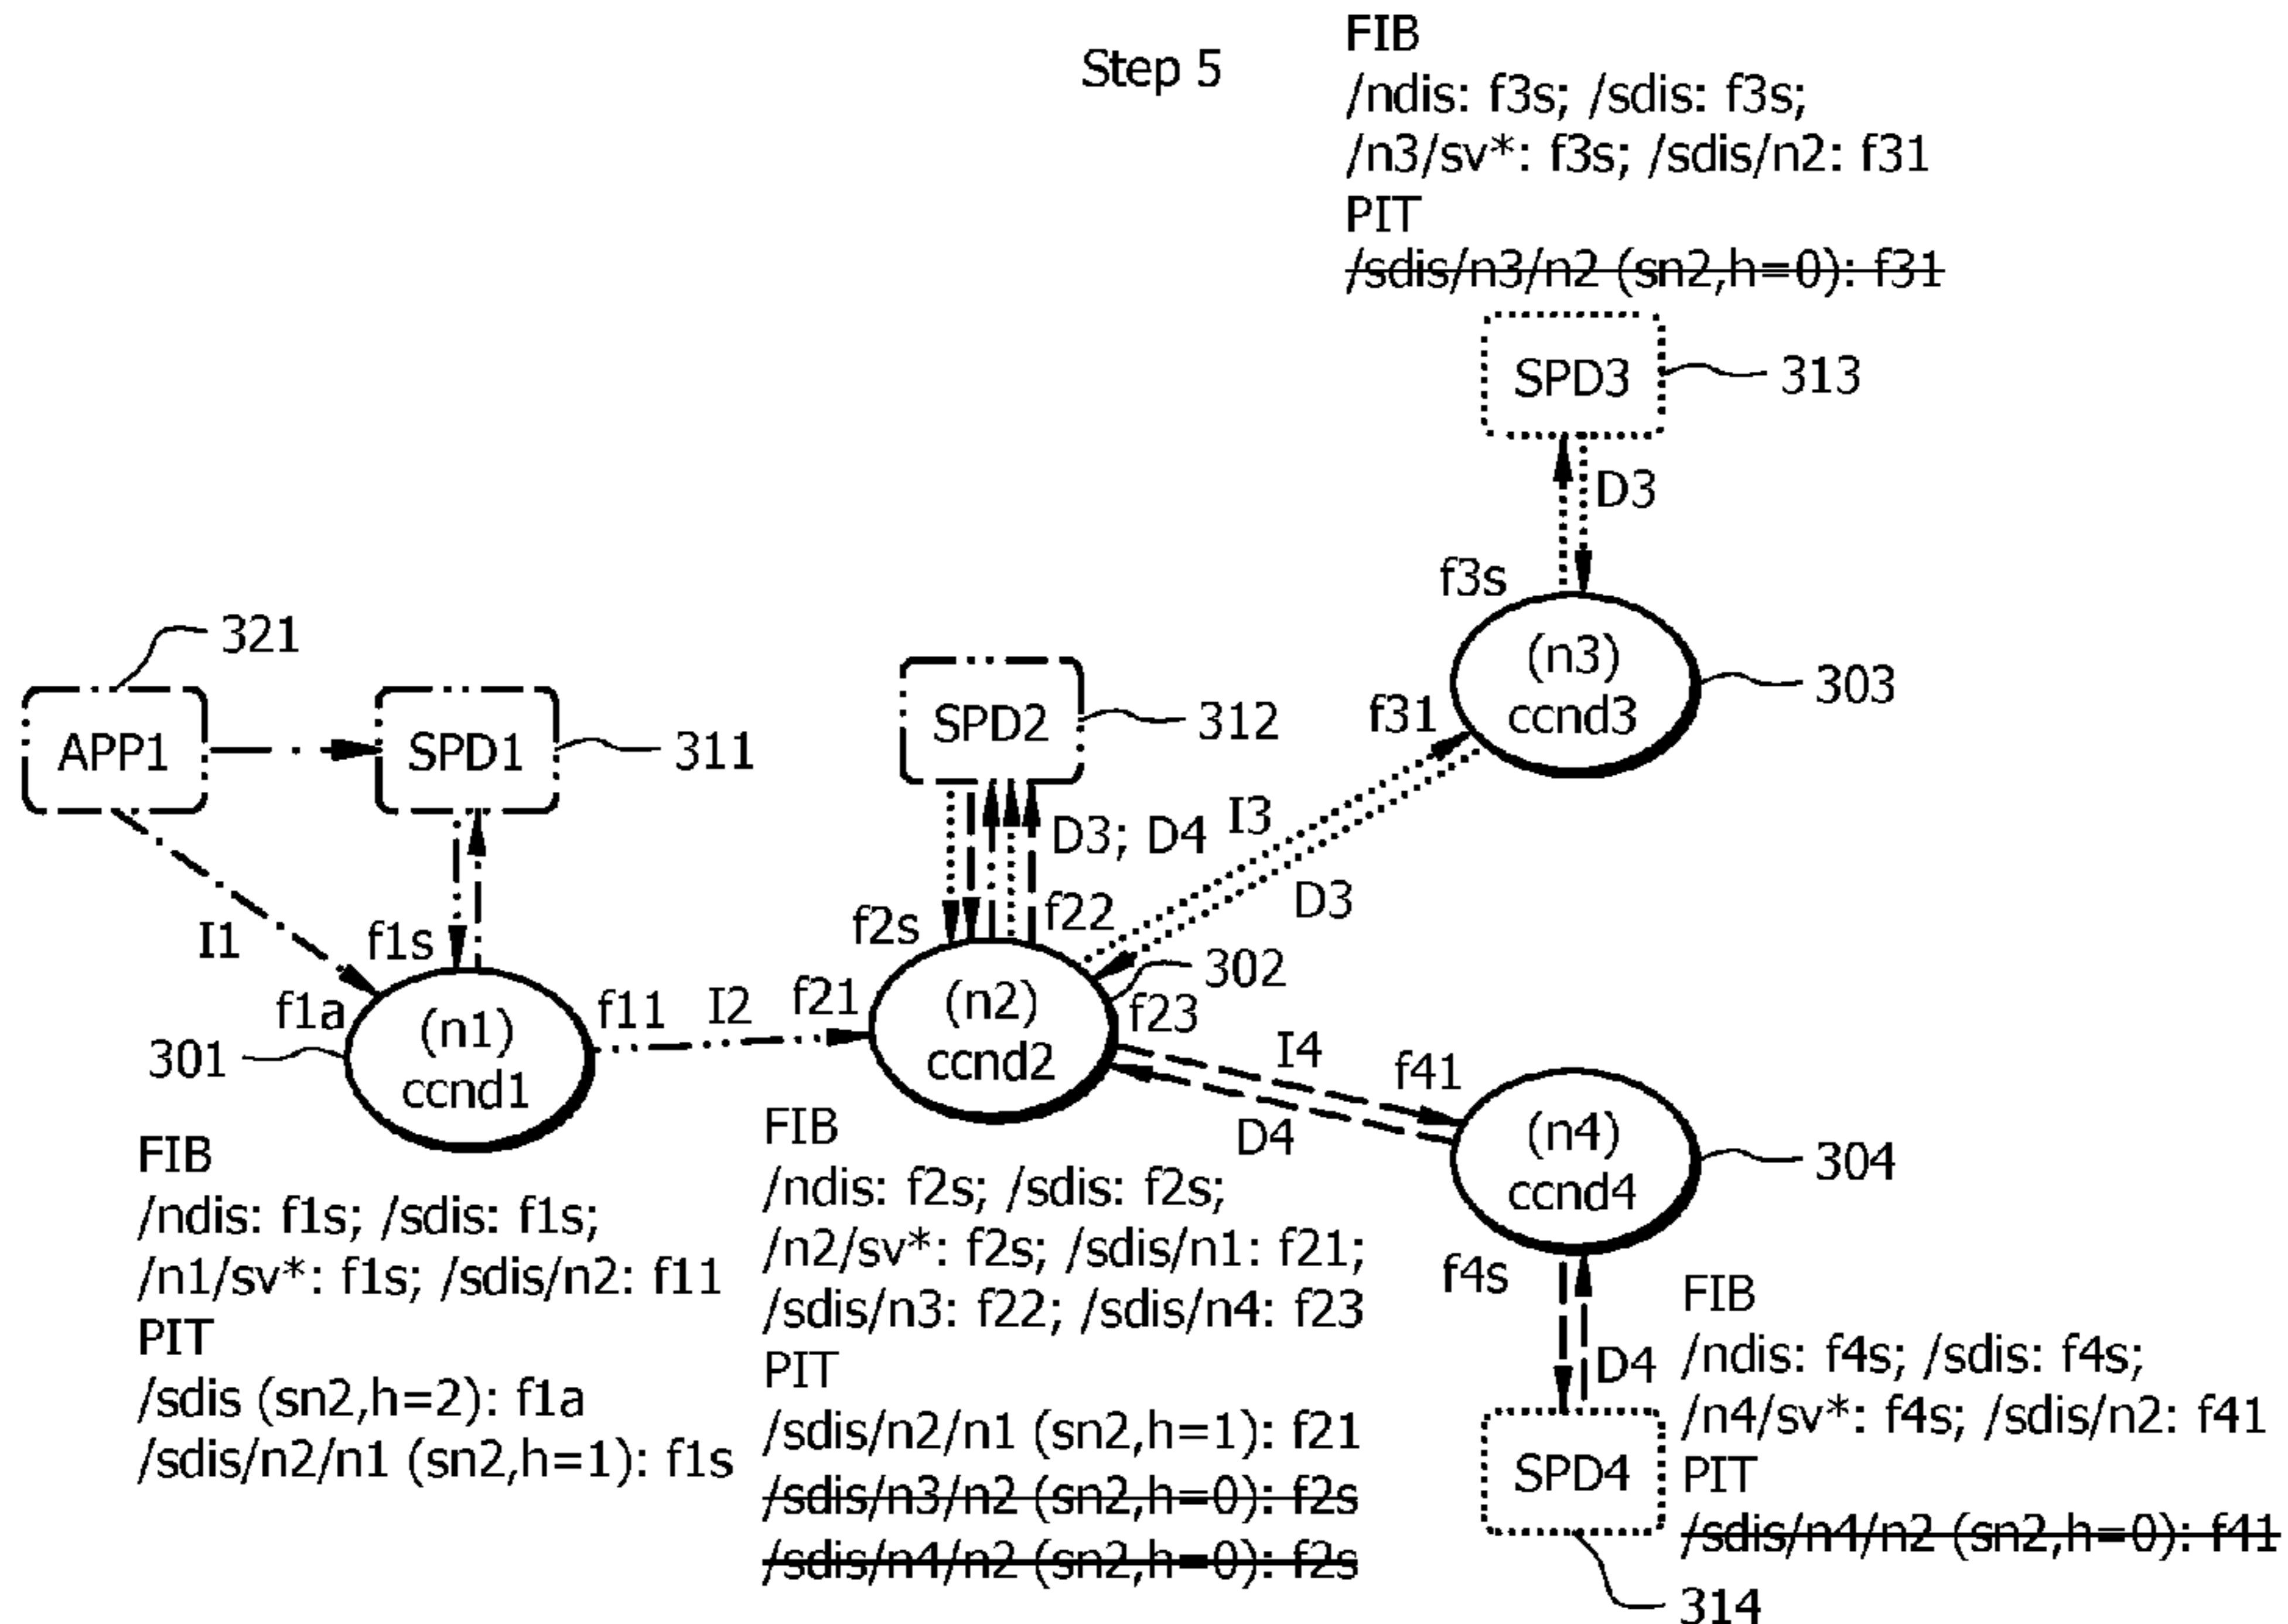 Step 5
FIB
/ndis: f3s; /sdis: f3s;
/n3/sv*: f3s; /sdis/n2: f31
PIT
/sdis/n3/n2 (sn2,h=0): f31
SPD3
313
D3
f3s
(n3)
ccnd3
303
f31
321
APP1
SPD1
311
SPD2
312
D3; D4
I3
D3
I1
f1s
f2s
f22
302
f1a
(n1)
ccnd1
301
f11
I2
f21
(n2)
ccnd2
f23
I4
f41
D4
(n4)
ccnd4
304
f4s
FIB
/ndis: f1s; /sdis: f1s;
/n1/sv*: f1s; /sdis/n2: f11
PIT
/sdis (sn2,h=2): f1a
/sdis/n2/n1 (sn2,h=1): f1s
FIB
/ndis: f2s; /sdis: f2s;
/n2/sv*: f2s; /sdis/n1: f21;
/sdis/n3: f22; /sdis/n4: f23
PIT
/sdis/n2/n1 (sn2,h=1): f21
/sdis/n3/n2 (sn2,h=0): f2s
/sdis/n4/n2 (sn2,h=0): f2s
D4
SPD4
314
FIB
/ndis: f4s; /sdis: f4s;
/n4/sv*: f4s; /sdis/n2: f41
PIT
/sdis/n4/n2 (sn2,h=0): f41